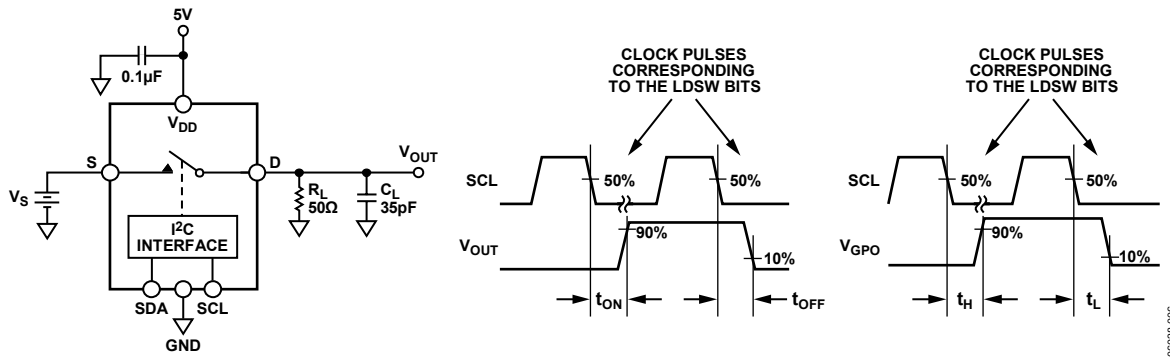 5V
0.1µF
VDD
S
D
VOUT
VS
RL
50Ω
CL
35pF
I2C
INTERFACE
SDA
SCL
GND
CLOCK PULSES
CORRESPONDING
TO THE LDSW BITS
SCL
50%
50%
VOUT
90%
10%
tON
tOFF
CLOCK PULSES
CORRESPONDING
TO THE LDSW BITS
SCL
50%
50%
VGPO
90%
10%
tH
tL